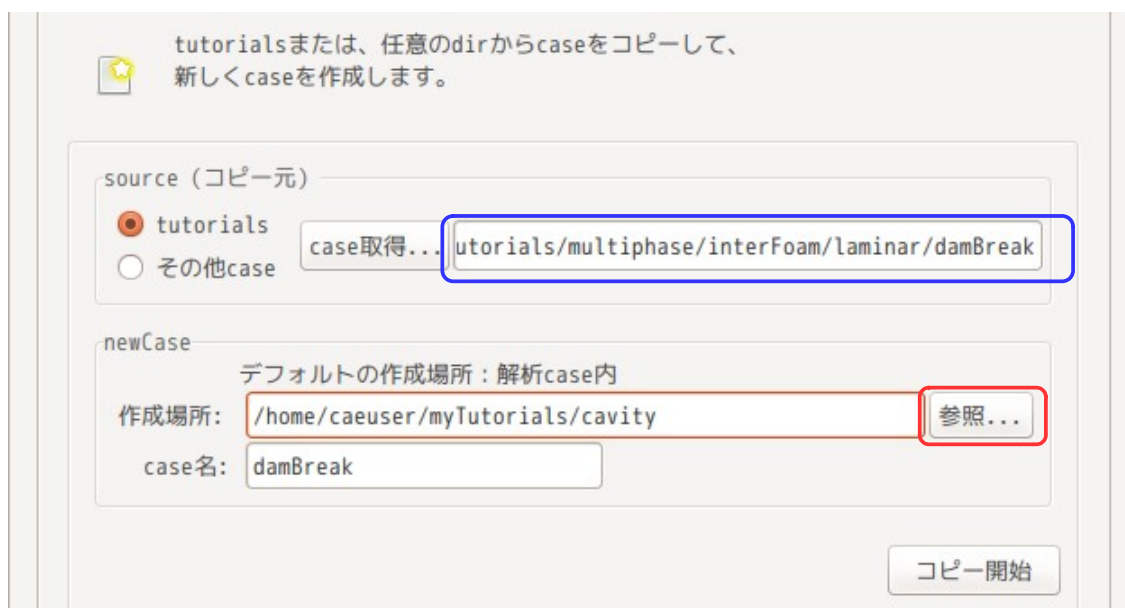 tutorialsまたは、任意のdirからcaseをコピーして、
新しくcaseを作成します。
source (コピー元)
tutorials
その他case
case取得...
utorials/multiphase/interFoam/laminar/damBreak
newCase
デフォルトの作成場所：解析case内
作成場所:
/home/caeuser/myTutorials/cavity
参照...
case名:
damBreak
コピー開始